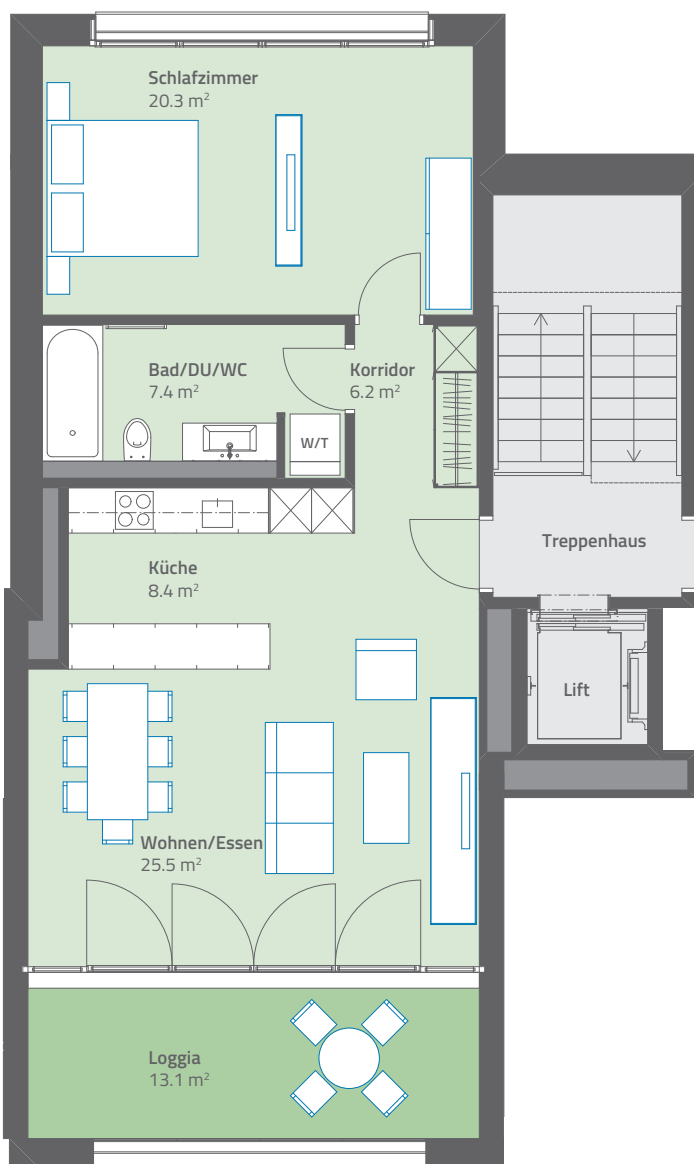 Schlafzimmer
20.3 m²
Bad/DU/WC
7.4 m²
Korridor
6.2 m²
W/T
Treppenhaus
Küche
8.4 m²
Lift
Wohnen/Essen
25.5 m²
Loggia
13.1 m²